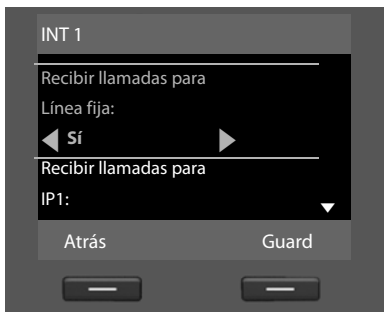 INT 1
Recibir llamadas para
Línea fija:
Sí
Recibir llamadas para
IP1:
Atrás Guard